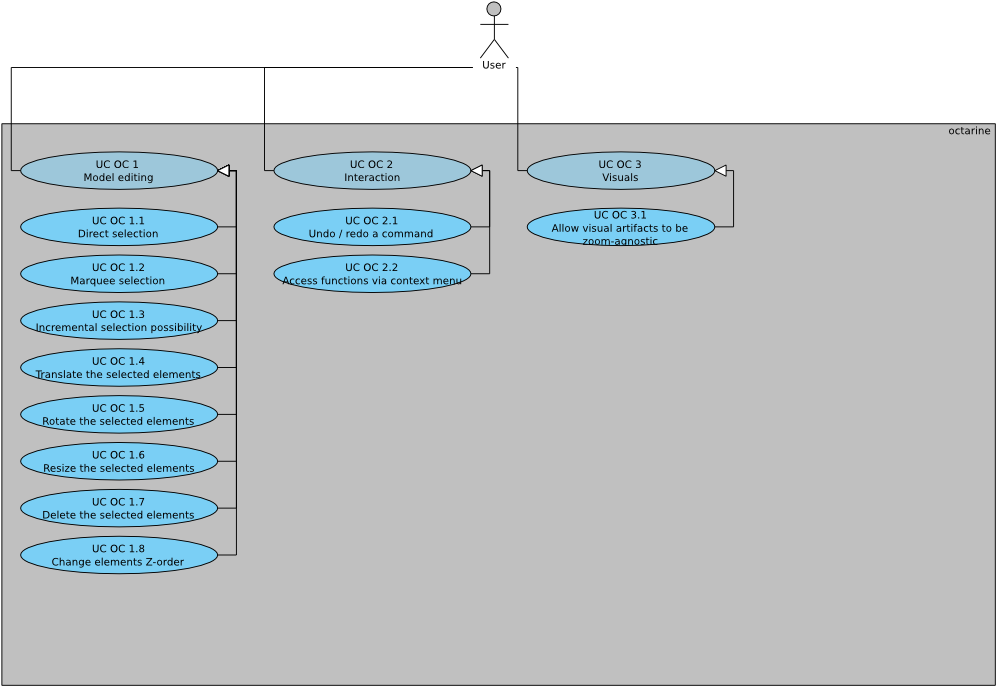 User
octarine
UC OC 1
Model editing
UC OC 1.1
Direct selection
UC OC 1.2
Marquee selection
UC OC 1.3
Incremental selection possibility
UC OC 1.4
Translate the selected elements
UC OC 1.5
Rotate the selected elements
UC OC 1.6
Resize the selected elements
UC OC 1.7
Delete the selected elements
UC OC 1.8
Change elements Z-order
UC OC 2
Interaction
UC OC 2.1
Undo / redo a command
UC OC 2.2
Access functions via context menu
UC OC 3
Visuals
UC OC 3.1
Allow visual artifacts to be
zoom-agnostic